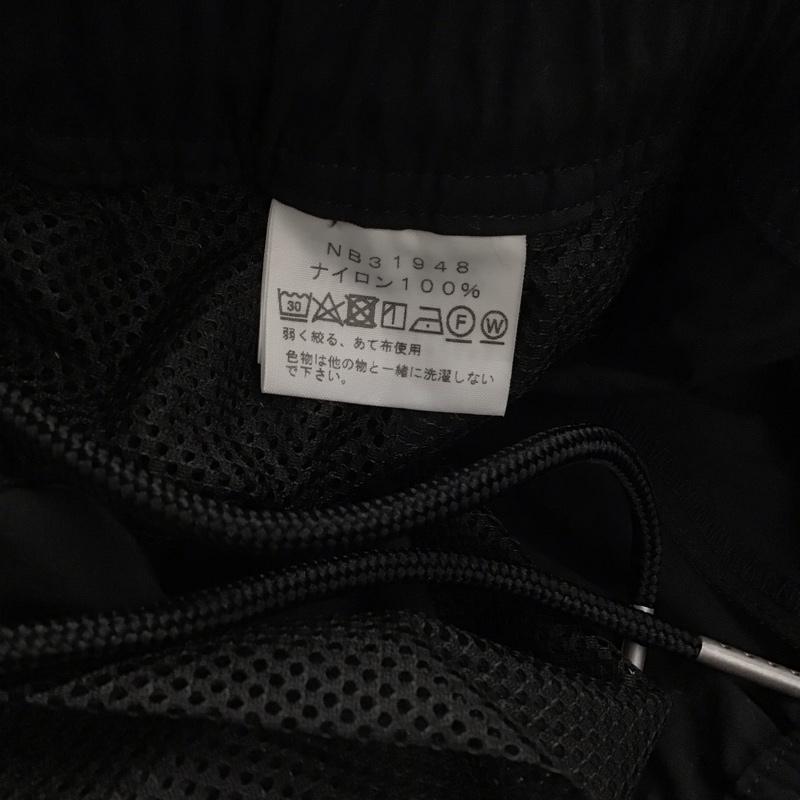 NB31948
ナイロン100%
30 F W
弱く絞る、あて布使用
色物は他の物と一緒に洗濯しない
で下さい。